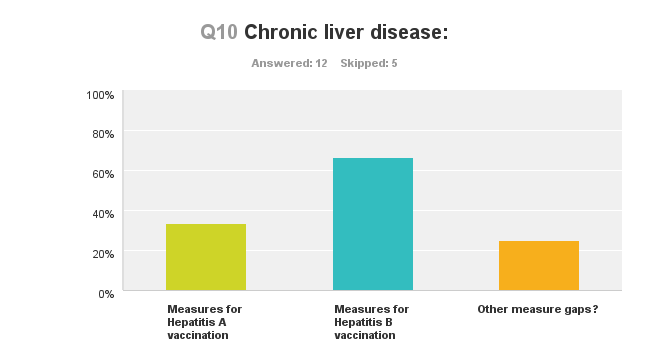 Q10 Chronic liver disease:
Answered: 12 Skipped: 5
100%
80%
60%
40%
20%
0%
Measures for
Hepatitis A
vaccination
Measures for
Hepatitis B
vaccination
Other measure gaps?